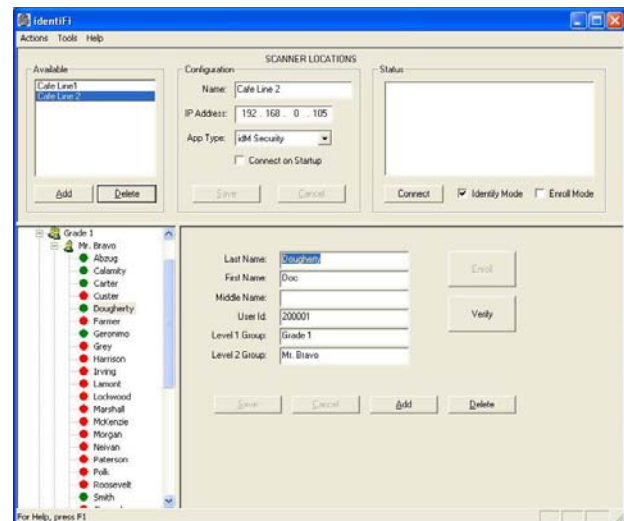 identiFi
Actions Tools Help
SCANNER LOCATIONS
Available
Cafe Line1
Cafe Line 2
Add Delete
Configuration
Name: Cafe Line 2
IP Address: 192 . 168 . 0 . 105
App Type: idM Security
Connect on Startup
Save Cancel
Status
Connect Identify Mode Enroll Mode
Grade 1
Mr. Bravo
Abzug
Calamity
Carter
Custer
Dougherty
Farmer
Geronimo
Grey
Harrison
Irving
Lamont
Lockwood
Marshall
McKenzie
Morgan
Neivan
Paterson
Polk
Roosevelt
Smith
Last Name: Dougherty
First Name: Doc
Middle Name:
User Id: 200001
Level 1 Group: Grade 1
Level 2 Group: Mr. Bravo
Enroll
Verify
Save Cancel Add Delete
For Help, press F1